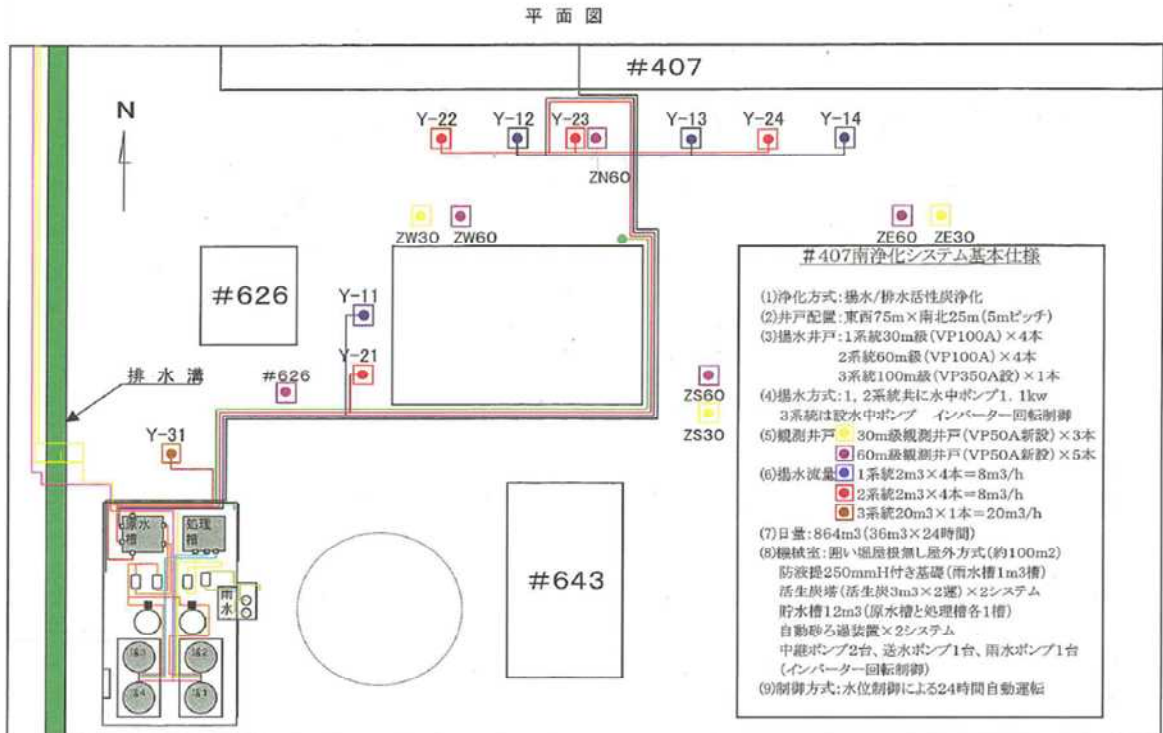 平 面 図
#407
N
Y-22
Y-12
Y-23
Y-13
Y-24
Y-14
ZN60
ZW30
ZW60
ZE60
ZE30
#626
Y-11
Y-21
#626
排 水 溝
Y-31
ZS60
ZS30
#643
原水
槽
処理
槽
雨
水
塔3
塔2
塔4
塔1
#407南浄化システム基本仕様
(1)浄化方式:揚水/排水活性炭浄化
(2)井戸配置:東西75m×南北25m(5mピッチ)
(3)揚水井戸:1系統30m級(VP100A)×4本
2系統60m級(VP100A)×4本
3系統100m級(VP350A設)×1本
(4)揚水方式:1, 2系統共に水中ポンプ1. 1kw
3系統は設水中ポンプ インバーター回転制御
(5)観測井戸 30m級観測井戸(VP50A新設)×3本
60m級観測井戸(VP50A新設)×5本
(6)揚水流量 1系統2m3×4本=8m3/h
2系統2m3×4本=8m3/h
3系統20m3×1本=20m3/h
(7)日量:864m3(36m3×24時間)
(8)機械室:囲い堀屋根無し屋外方式(約100m2)
防液提250mmH付き基礎(雨水槽1m3槽)
活生炭塔(活生炭3m3×2運)×2システム
貯水槽12m3(原水槽と処理槽各1槽)
自動砂ろ過装置×2システム
中継ポンプ2台、送水ポンプ1台、雨水ポンプ1台
(インバーター回転制御)
(9)制御方式:水位制御による24時間自動運転